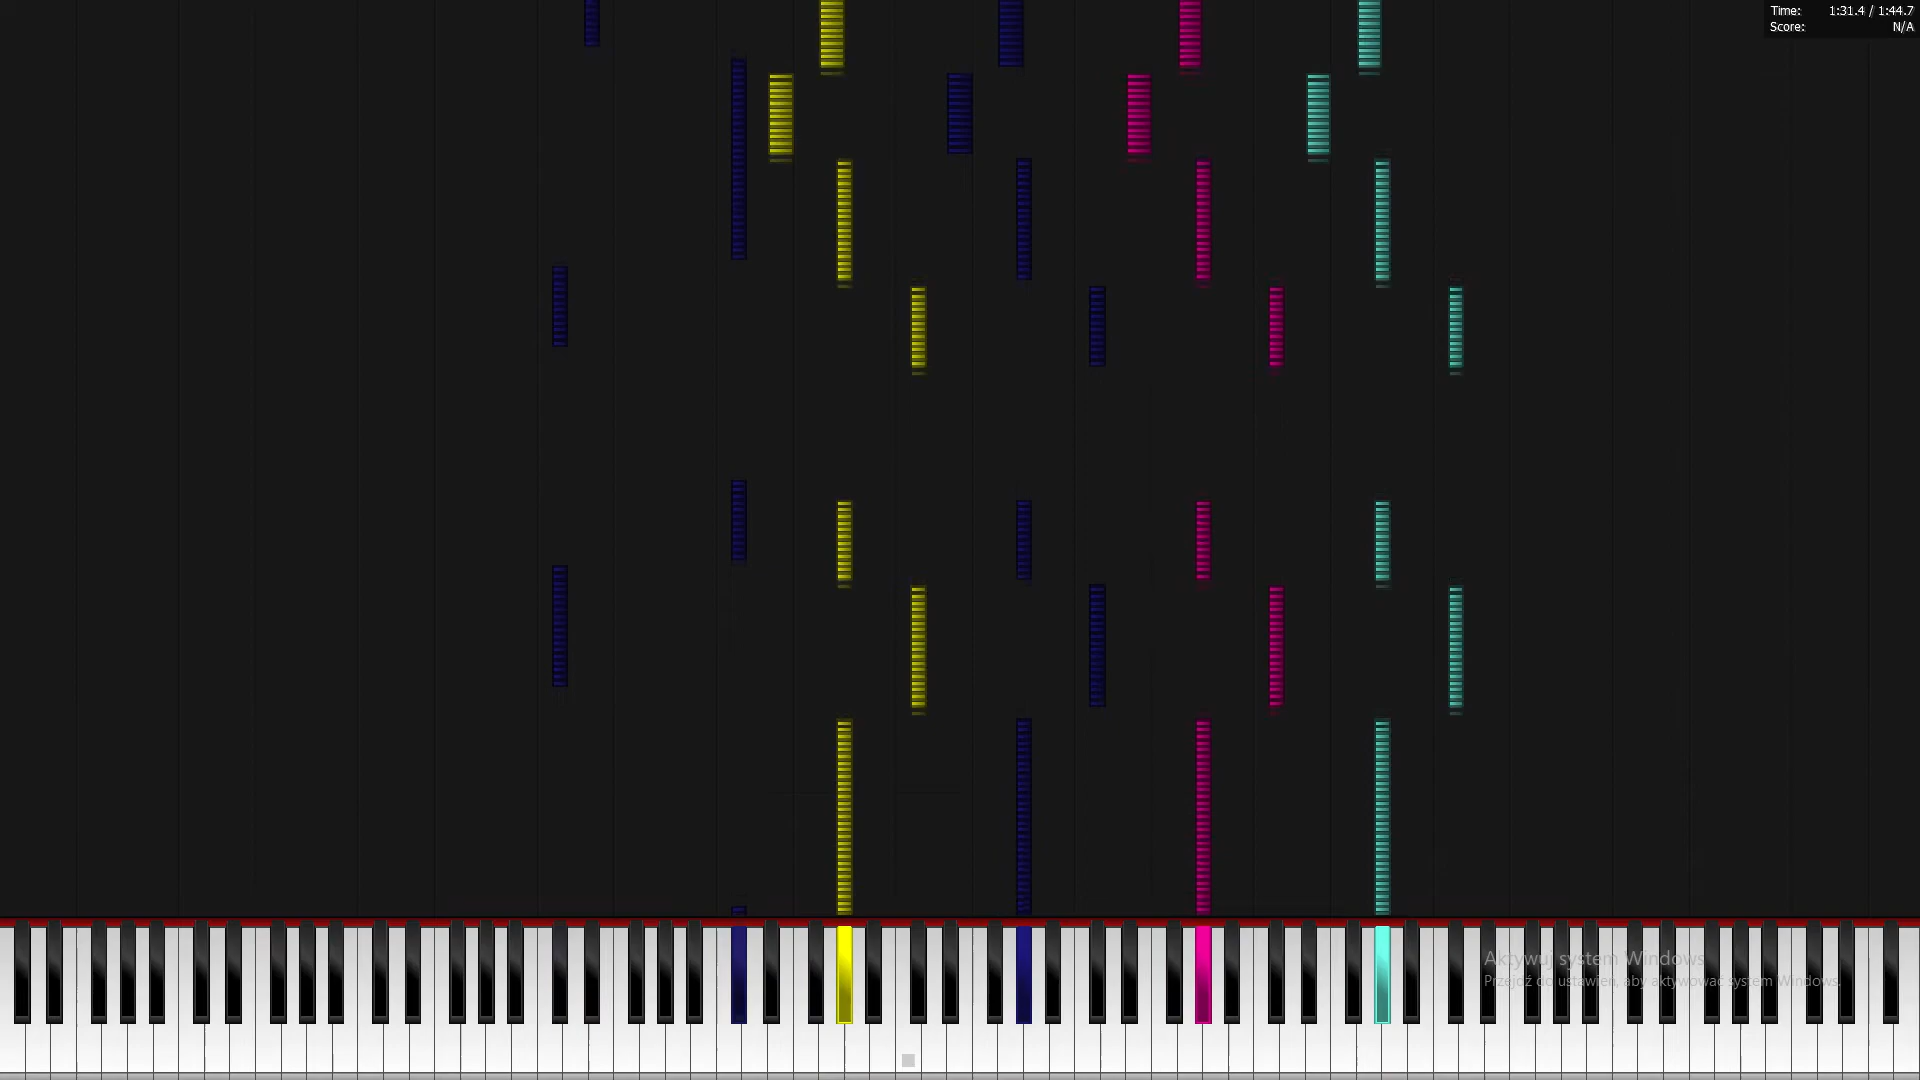 Time: 1:31.4 / 1:44.7
Score: N/A
Aktywuj system Windows
Przejdź do ustawień, aby aktywować system Windows.